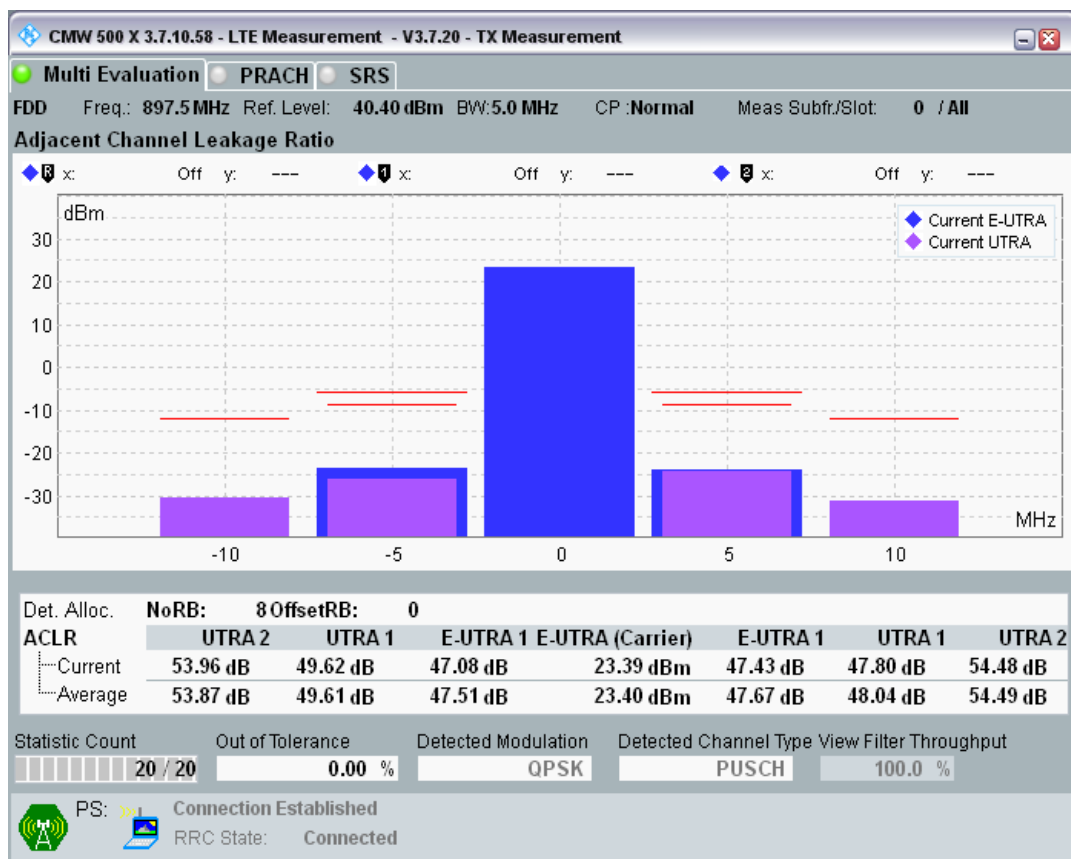 CMW 500 X 3.7.10.58 - LTE Measurement - V3.7.20 - TX Measurement
Multi Evaluation PRACH SRS
FDD Freq.: 897.5 MHz Ref. Level: 40.40 dBm BW:5.0 MHz CP :Normal Meas Subfr./Slot: 0 / All
Adjacent Channel Leakage Ratio
R x: Off y: --- 1 x: Off y: --- 2 x: Off y: ---
dBm
Current E-UTRA
Current UTRA
30
20
10
0
-10
-20
-30
MHz
-10 -5 0 5 10
Det. Alloc. NoRB: 8 OffsetRB: 0
ACLR UTRA 2 UTRA 1 E-UTRA 1 E-UTRA (Carrier) E-UTRA 1 UTRA 1 UTRA 2
Current 53.96 dB 49.62 dB 47.08 dB 23.39 dBm 47.43 dB 47.80 dB 54.48 dB
Average 53.87 dB 49.61 dB 47.51 dB 23.40 dBm 47.67 dB 48.04 dB 54.49 dB
Statistic Count Out of Tolerance Detected Modulation Detected Channel Type View Filter Throughput
20 / 20 0.00 % QPSK PUSCH 100.0 %
PS: Connection Established
RRC State: Connected